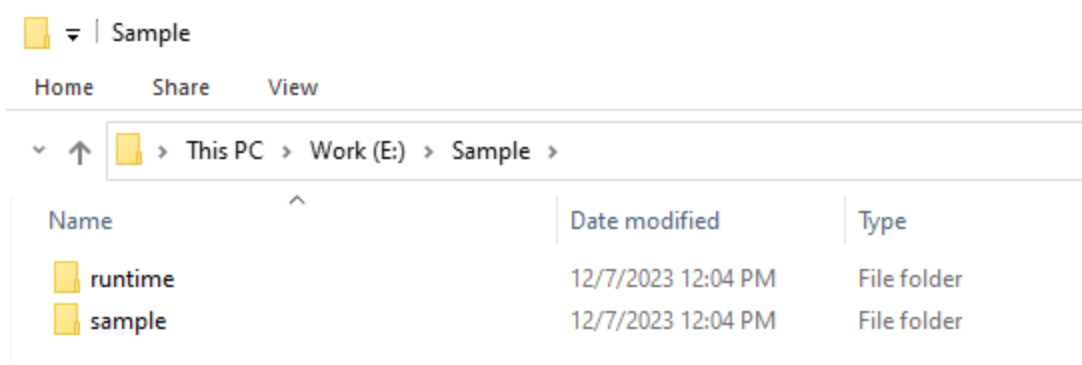 Sample
Home Share View
This PC > Work (E:) > Sample >
Name Date modified Type
runtime 12/7/2023 12:04 PM File folder
sample 12/7/2023 12:04 PM File folder